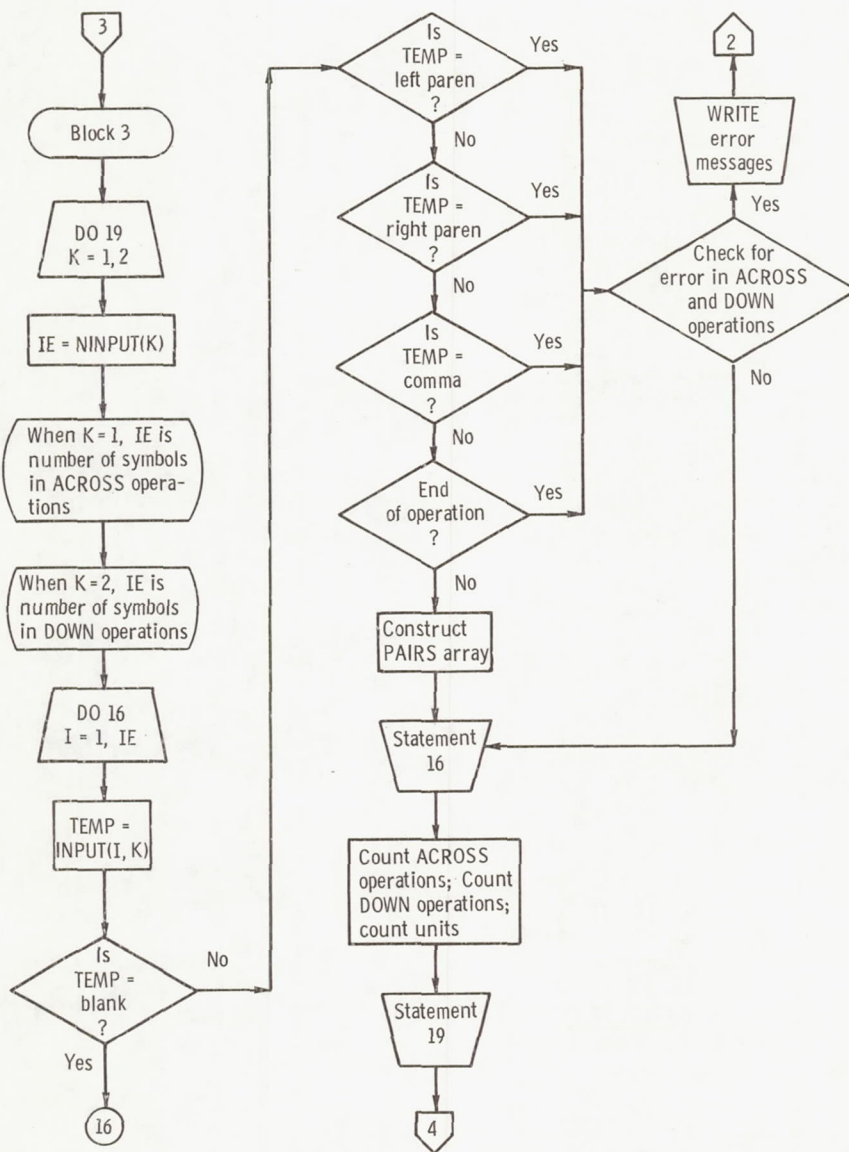 3
Block 3
DO 19
K = 1, 2
IE = NINPUT(K)
When K = 1, IE is
number of symbols
in ACROSS opera-
tions
When K = 2, IE is
number of symbols
in DOWN operations
DO 16
I = 1, IE
TEMP =
INPUT(I, K)
Is
TEMP =
blank
?
No
Yes
16
Is
TEMP =
left paren
?
Yes
No
Is
TEMP =
right paren
?
Yes
No
Is
TEMP =
comma
?
Yes
No
End
of operation
?
Yes
No
Construct
PAIRS array
Statement
16
Count ACROSS
operations; Count
DOWN operations;
count units
Statement
19
4
2
WRITE
error
messages
Yes
Check for
error in ACROSS
and DOWN
operations
No